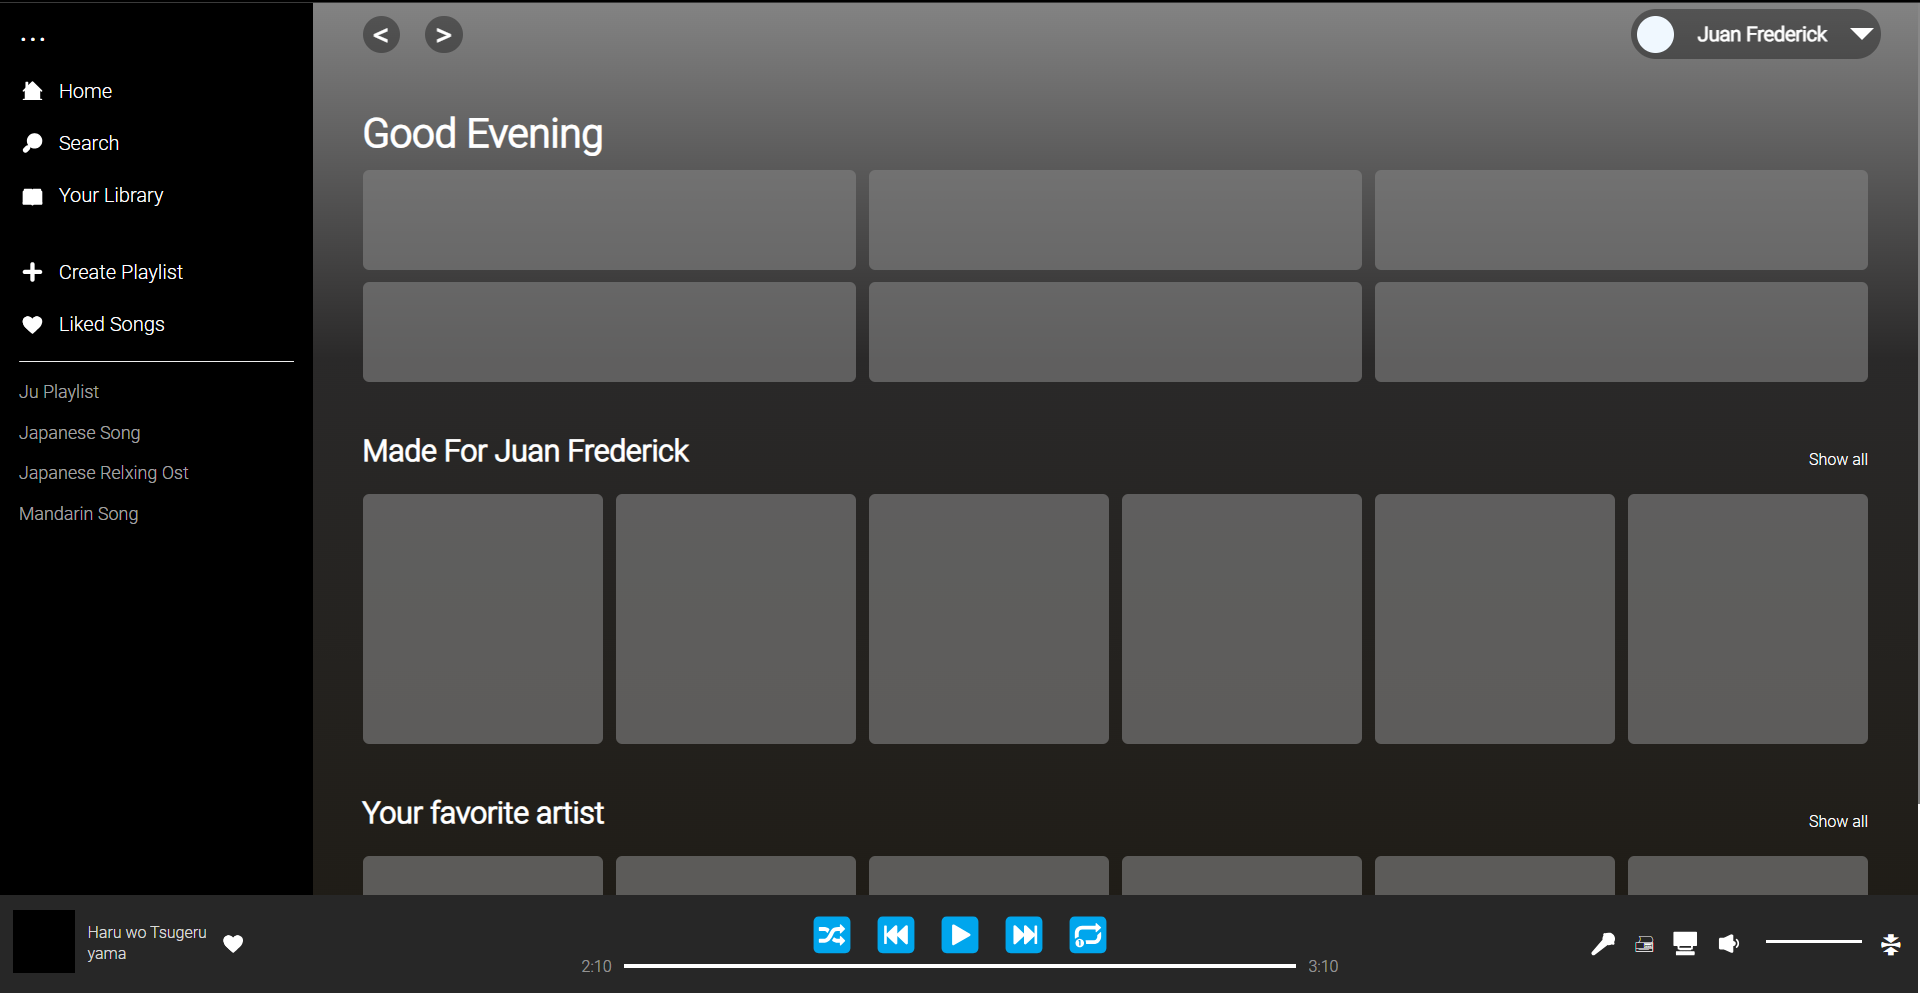 ...
Home
Search
Your Library
Create Playlist
Liked Songs
Ju Playlist
Japanese Song
Japanese Relxing Ost
Mandarin Song
< >
Juan Frederick
Good Evening
Made For Juan Frederick
Show all
Your favorite artist
Show all
Haru wo Tsugeru
yama
2:10
3:10